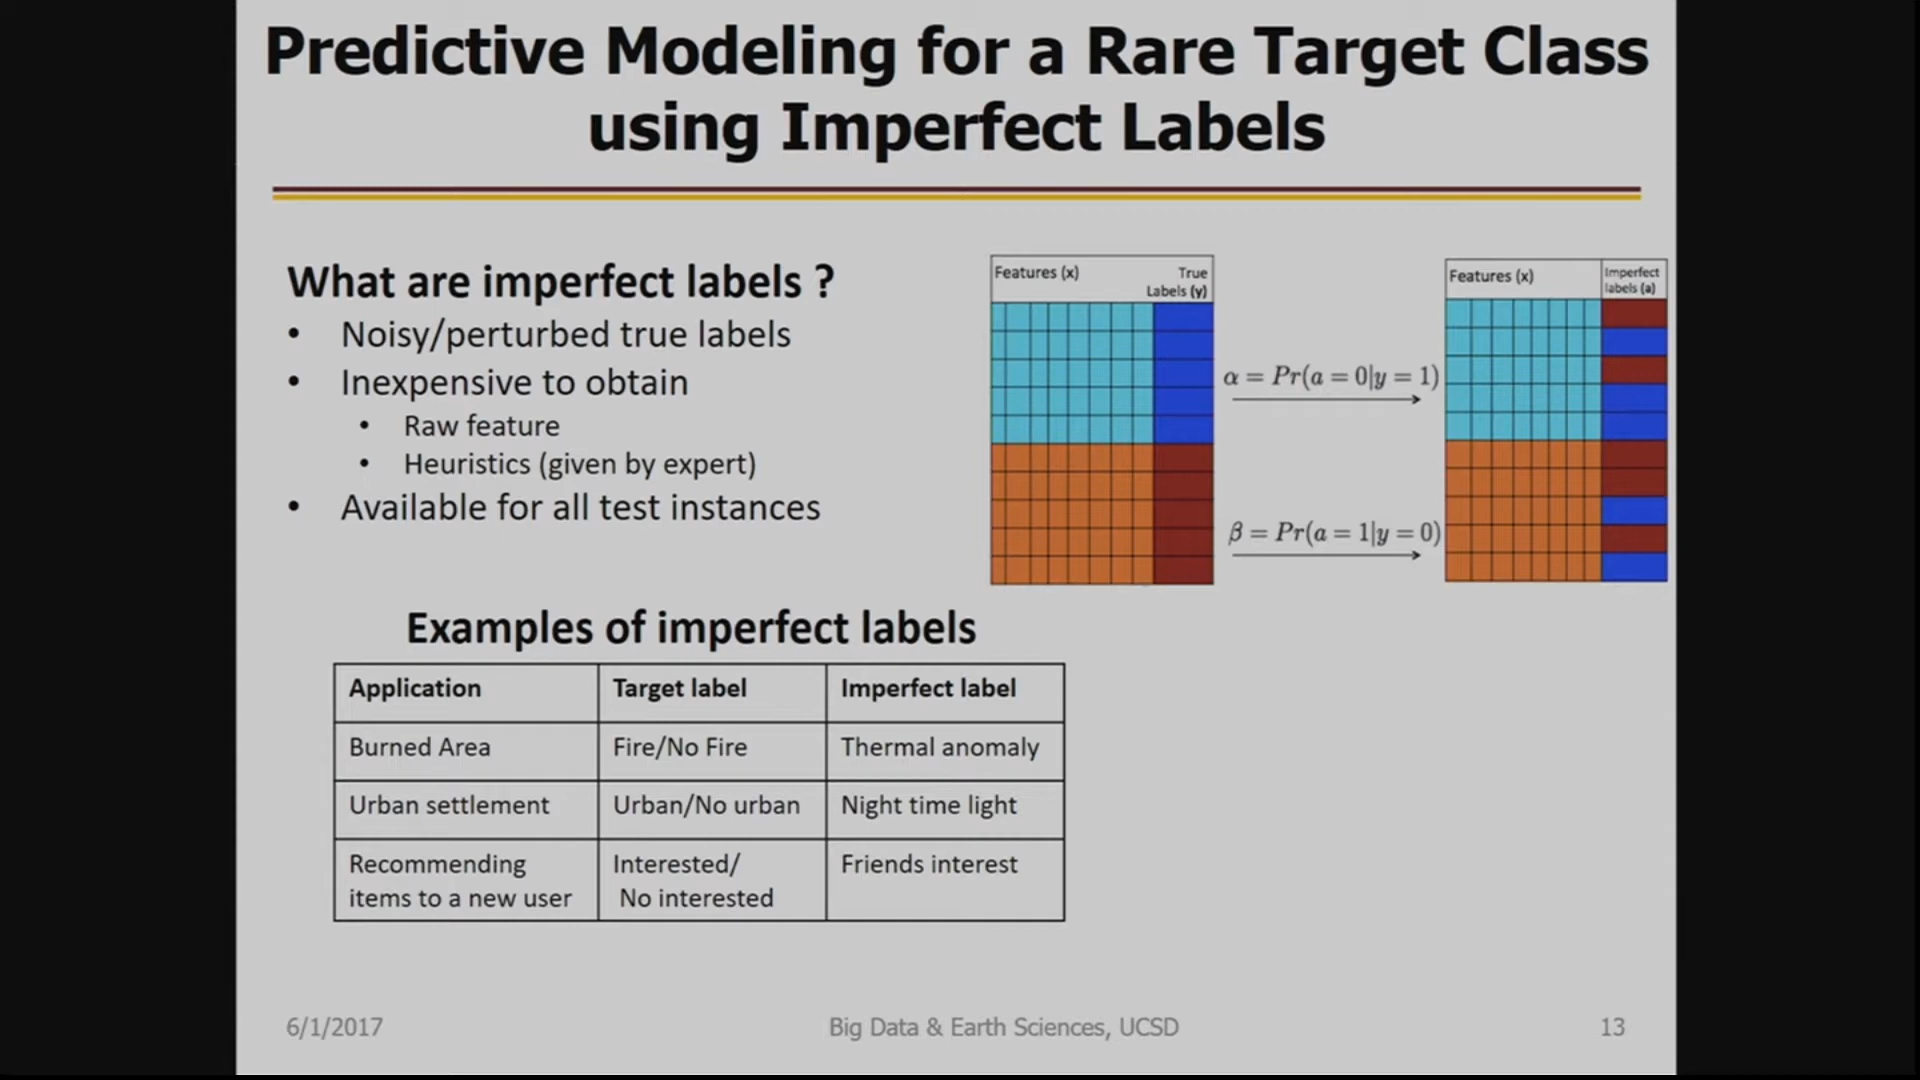 Predictive Modeling for a Rare Target Class
using Imperfect Labels
What are imperfect labels ?
• Noisy/perturbed true labels
• Inexpensive to obtain
• Raw feature
• Heuristics (given by expert)
• Available for all test instances
Features (x)
True
Labels (y)
α = Pr(a = 0|y = 1)
β = Pr(a = 1|y = 0)
Features (x)
Imperfect
labels (a)
Examples of imperfect labels
Application Target label Imperfect label
Burned Area Fire/No Fire Thermal anomaly
Urban settlement Urban/No urban Night time light
Recommending Interested/ Friends interest
items to a new user No interested
6/1/2017 Big Data & Earth Sciences, UCSD 13